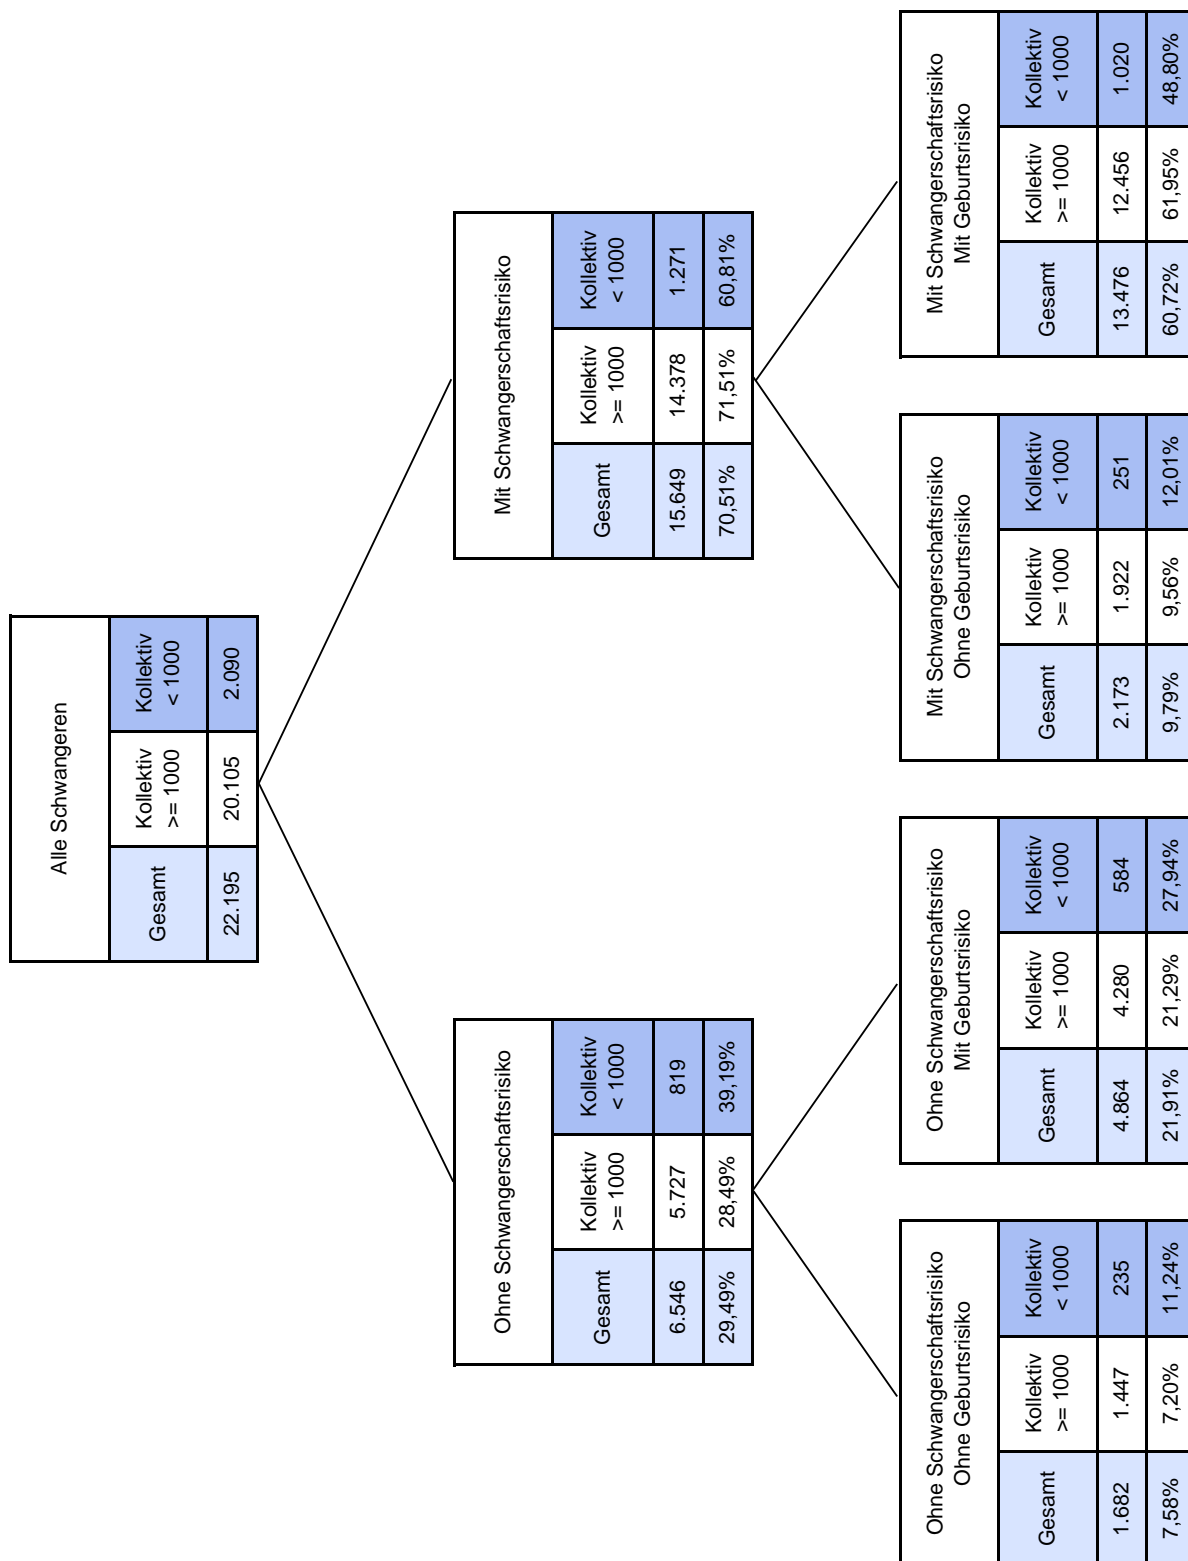 Alle Schwangeren
Gesamt
Kollektiv
>= 1000
Kollektiv
< 1000
22.195
20.105
2.090
Ohne Schwangerschaftsrisiko
Gesamt
Kollektiv
>= 1000
Kollektiv
< 1000
6.546
5.727
819
29,49%
28,49%
39,19%
Mit Schwangerschaftsrisiko
Gesamt
Kollektiv
>= 1000
Kollektiv
< 1000
15.649
14.378
1.271
70,51%
71,51%
60,81%
Ohne Schwangerschaftsrisiko
Ohne Geburtsrisiko
Gesamt
Kollektiv
>= 1000
Kollektiv
< 1000
1.682
1.447
235
7,58%
7,20%
11,24%
Ohne Schwangerschaftsrisiko
Mit Geburtsrisiko
Gesamt
Kollektiv
>= 1000
Kollektiv
< 1000
4.864
4.280
584
21,91%
21,29%
27,94%
Mit Schwangerschaftsrisiko
Ohne Geburtsrisiko
Gesamt
Kollektiv
>= 1000
Kollektiv
< 1000
2.173
1.922
251
9,79%
9,56%
12,01%
Mit Schwangerschaftsrisiko
Mit Geburtsrisiko
Gesamt
Kollektiv
>= 1000
Kollektiv
< 1000
13.476
12.456
1.020
60,72%
61,95%
48,80%